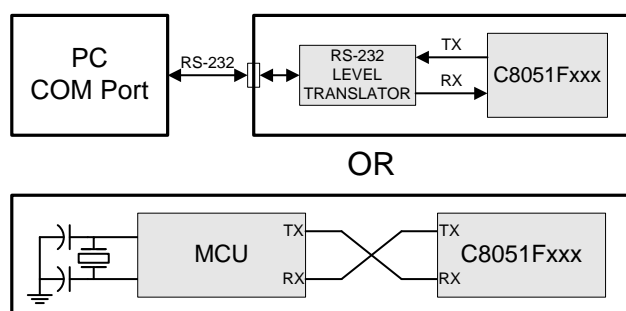 PC
COM Port
RS-232
RS-232
LEVEL
TRANSLATOR
TX
RX
C8051Fxxx
OR
MCU
TX
RX
TX
RX
C8051Fxxx